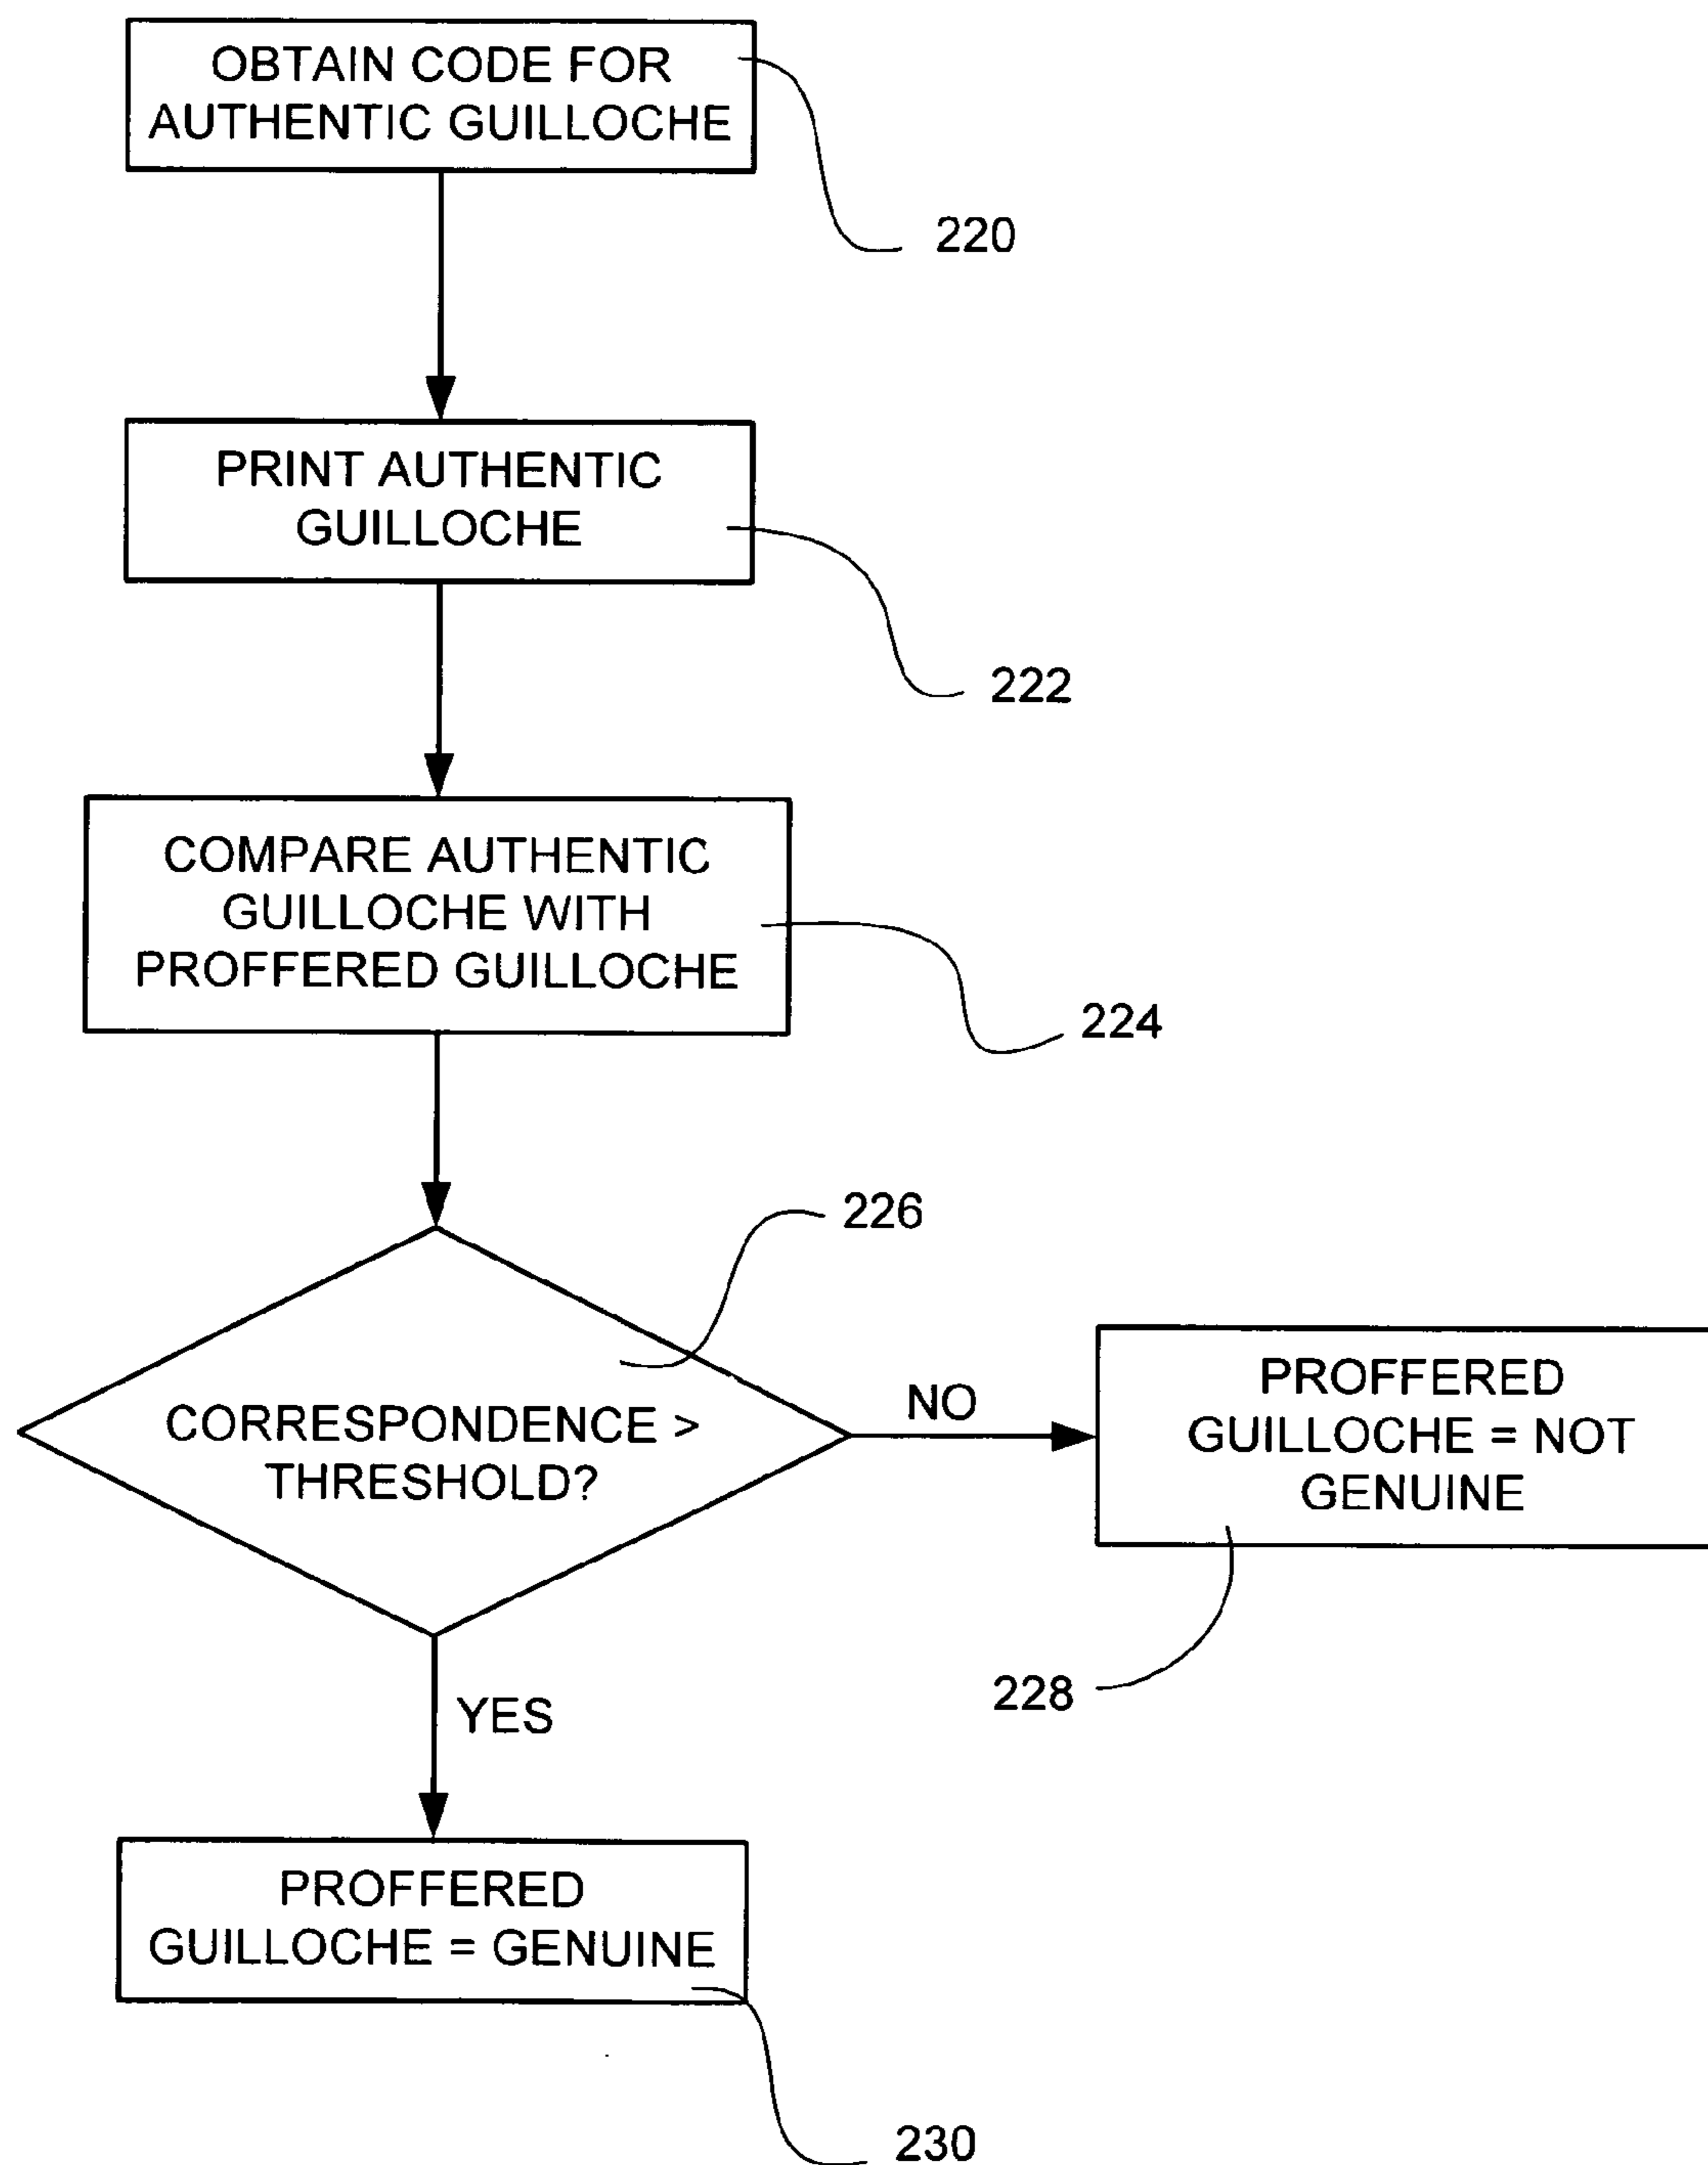 OBTAIN CODE FOR
AUTHENTIC GUILLOCHE
220
PRINT AUTHENTIC
GUILLOCHE
222
COMPARE AUTHENTIC
GUILLOCHE WITH
PROFFERED GUILLOCHE
224
226
CORRESPONDENCE >
THRESHOLD?
NO
PROFFERED
GUILLOCHE = NOT
GENUINE
228
YES
PROFFERED
GUILLOCHE = GENUINE
230